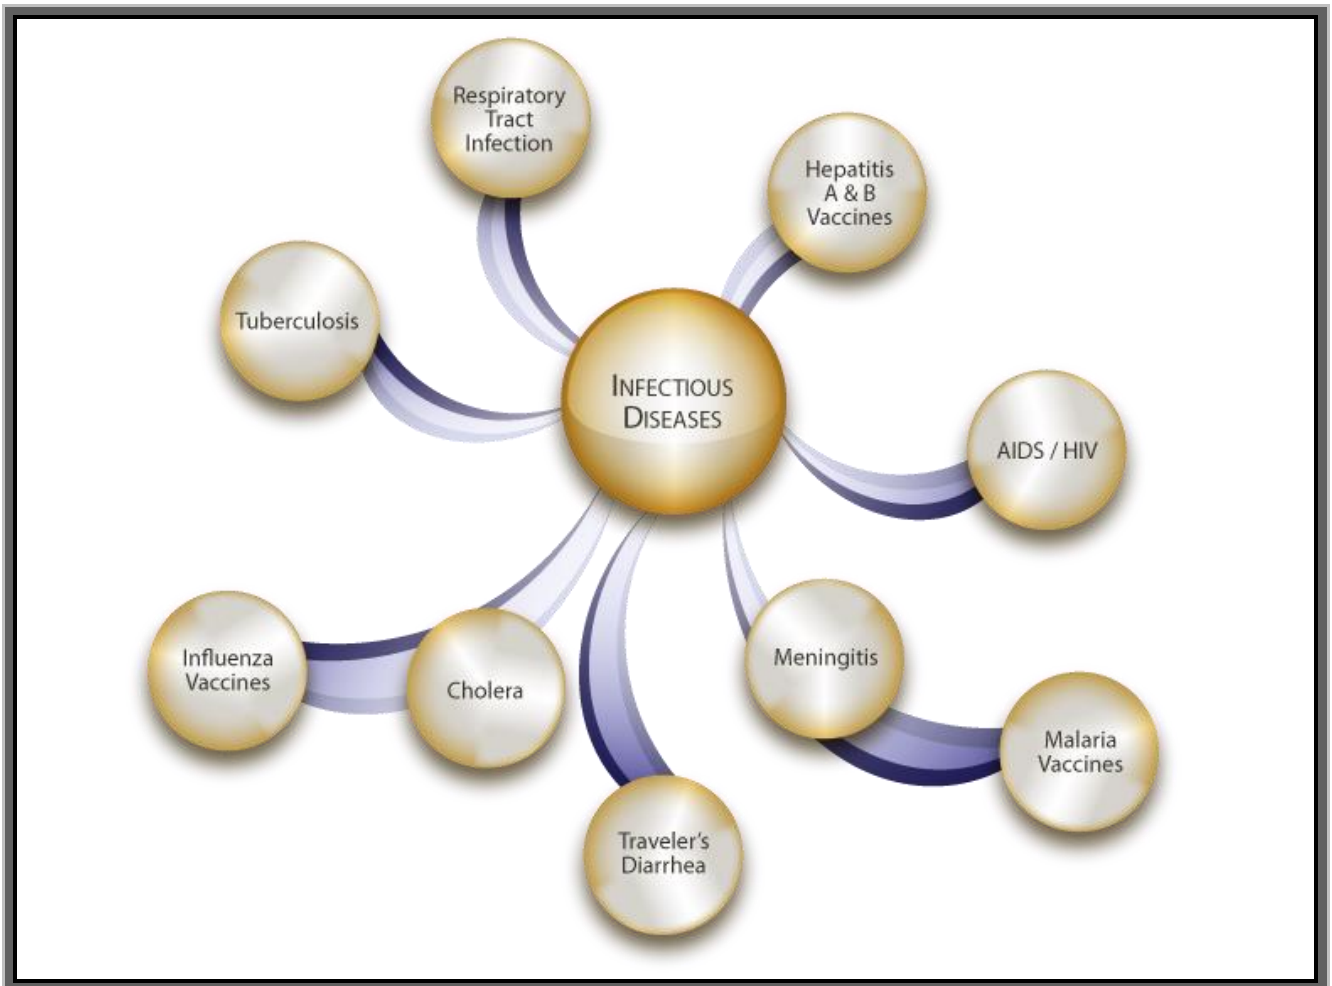 Respiratory
Tract
Infection
Hepatitis
A & B
Vaccines
Tuberculosis
INFECTIOUS
DISEASES
AIDS / HIV
Influenza
Vaccines
Cholera
Meningitis
Malaria
Vaccines
Traveler’s
Diarrhea